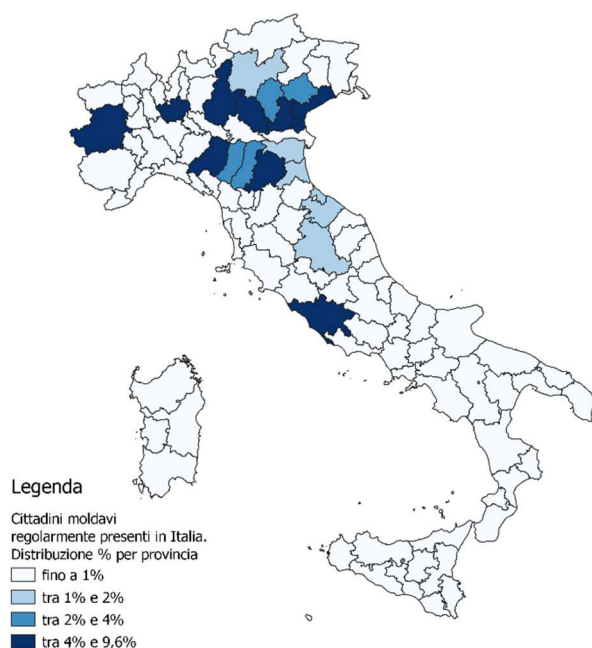 Legenda
Cittadini moldavi
regolarmente presenti in Italia.
Distribuzione % per provincia
fino a 1%
tra 1% e 2%
tra 2% e 4%
tra 4% e 9,6%